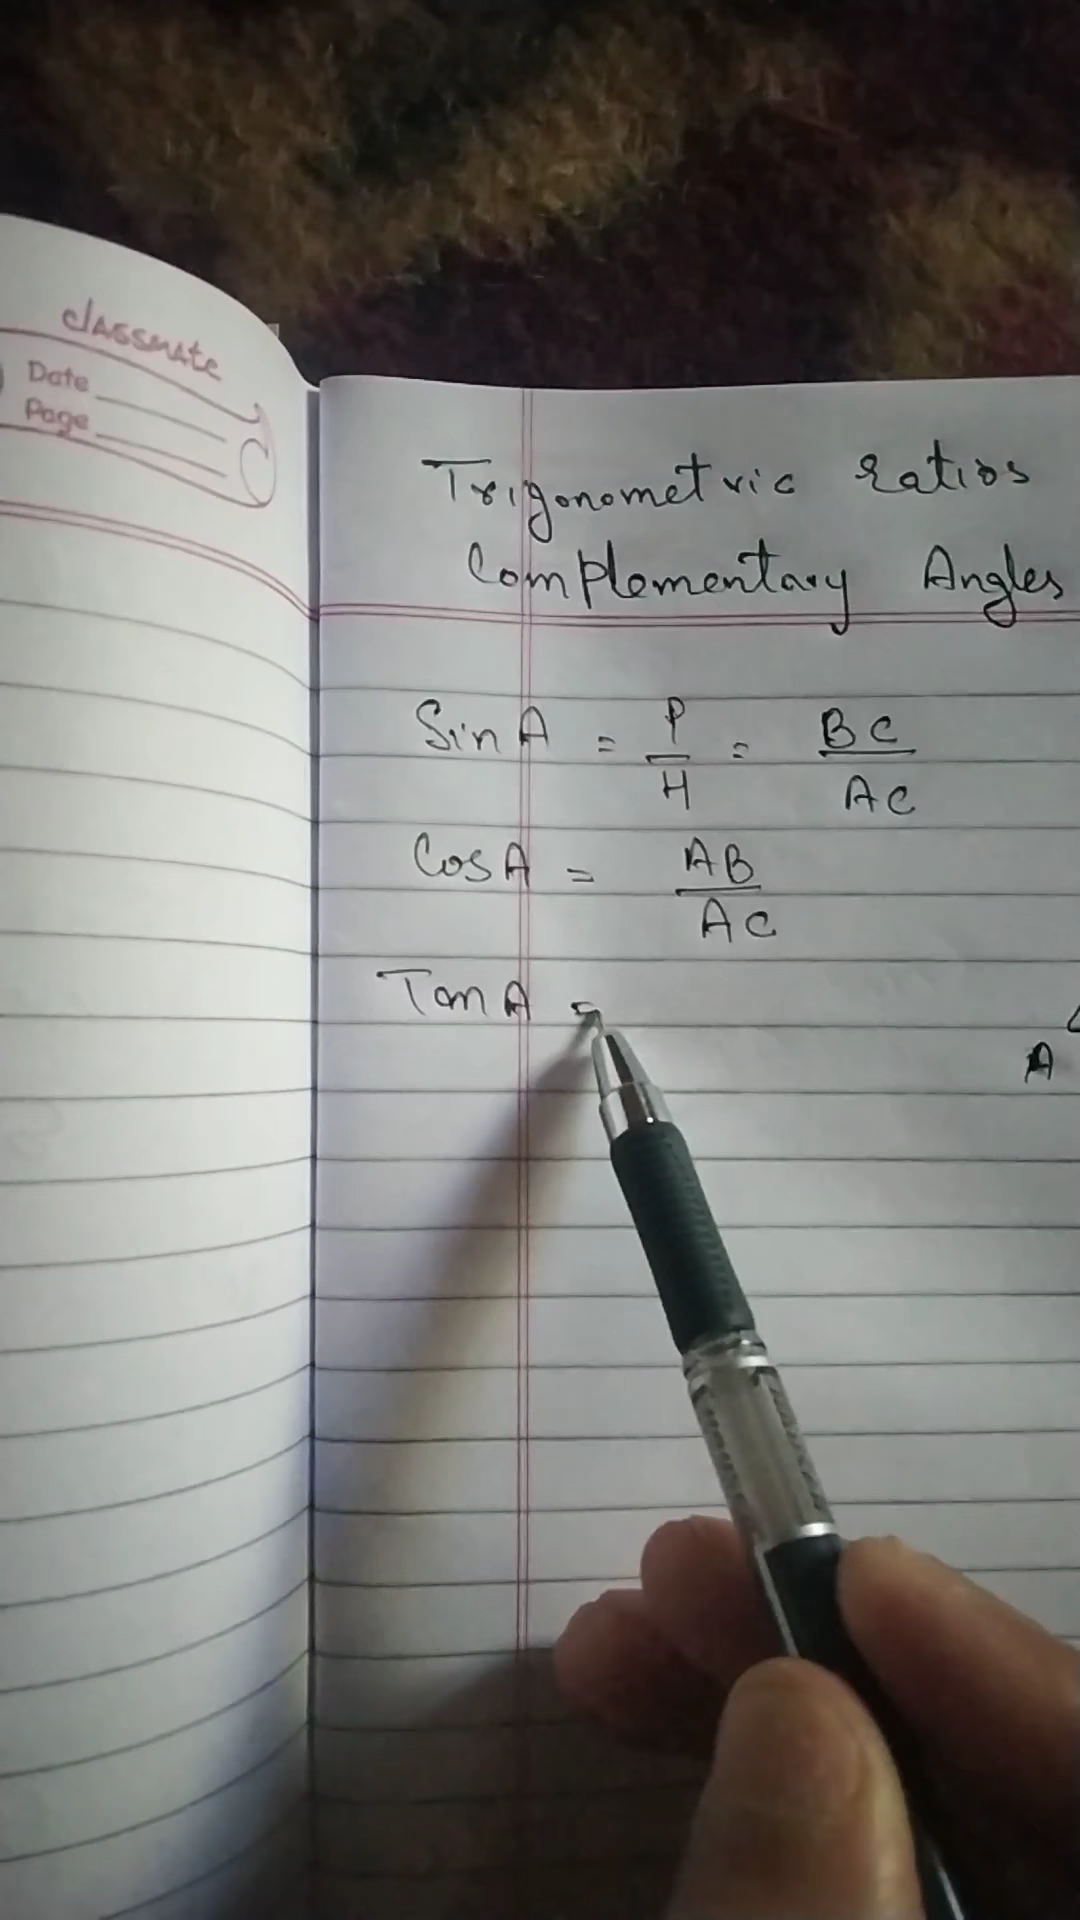 classmate
Date
Page
Trigonometric ratios
Complementary Angles
Sin A = P/H = BC/AC
Cos A = AB/AC
Tan A =
A